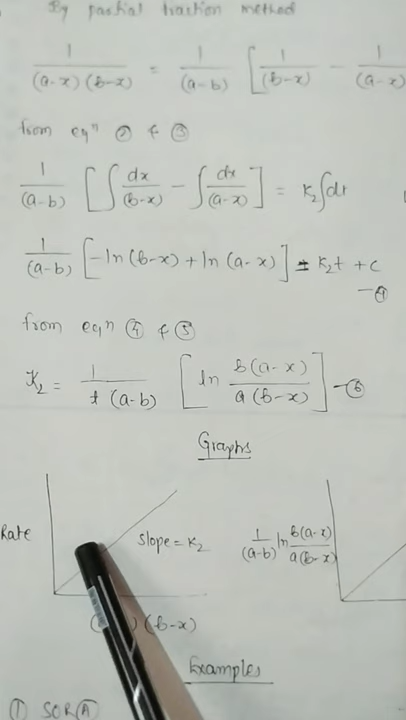 By partial fraction method
1/(a-x)(b-x) = 1/(a-b) [1/(b-x) - 1/(a-x)
from eqn ② & ③
1/(a-b) [∫dx/(b-x) - ∫dx/(a-x)] = K₂∫dt
1/(a-b) [-ln(b-x) + ln(a-x)] = K₂t + c
-④
from eqn ④ & ⑤
K₂ = 1/t(a-b) [ln b(a-x)/a(b-x)] -⑥
Graphs
Rate
Slope = K₂
1/(a-b) ln b(a-x)/a(b-x)
(b-x)
Examples
① SOR(A)